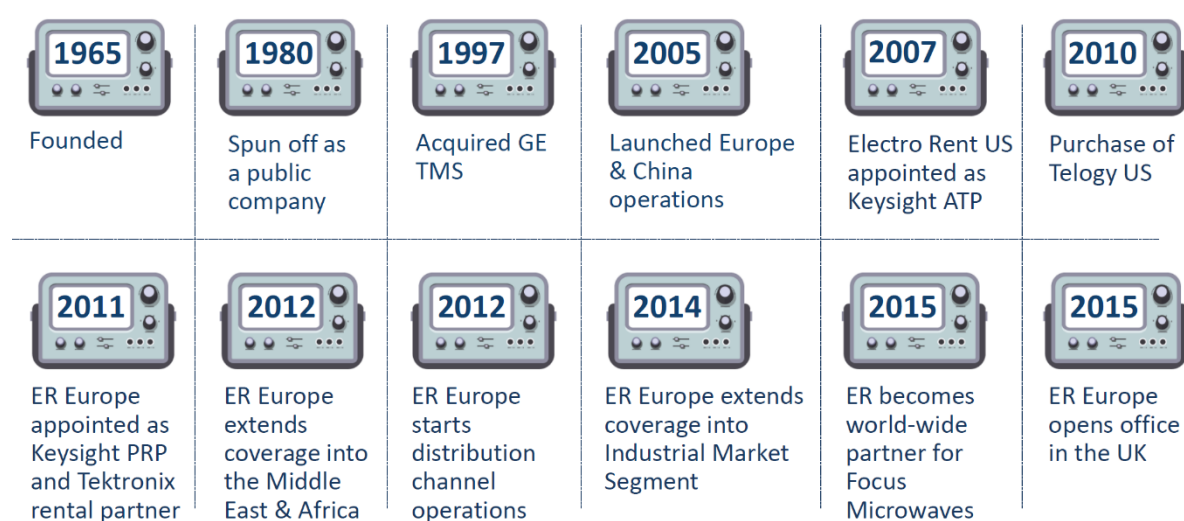 1965
Founded
1980
Spun off as
a public
company
1997
Acquired GE
TMS
2005
Launched Europe
& China
operations
2007
Electro Rent US
appointed as
Keysight ATP
2010
Purchase of
Telogy US
2011
ER Europe
appointed as
Keysight PRP
and Tektronix
rental partner
2012
ER Europe
extends
coverage into
the Middle
East & Africa
2012
ER Europe
starts
distribution
channel
operations
2014
ER Europe extends
coverage into
Industrial Market
Segment
2015
ER becomes
world-wide
partner for
Focus
Microwaves
2015
ER Europe
opens office
in the UK